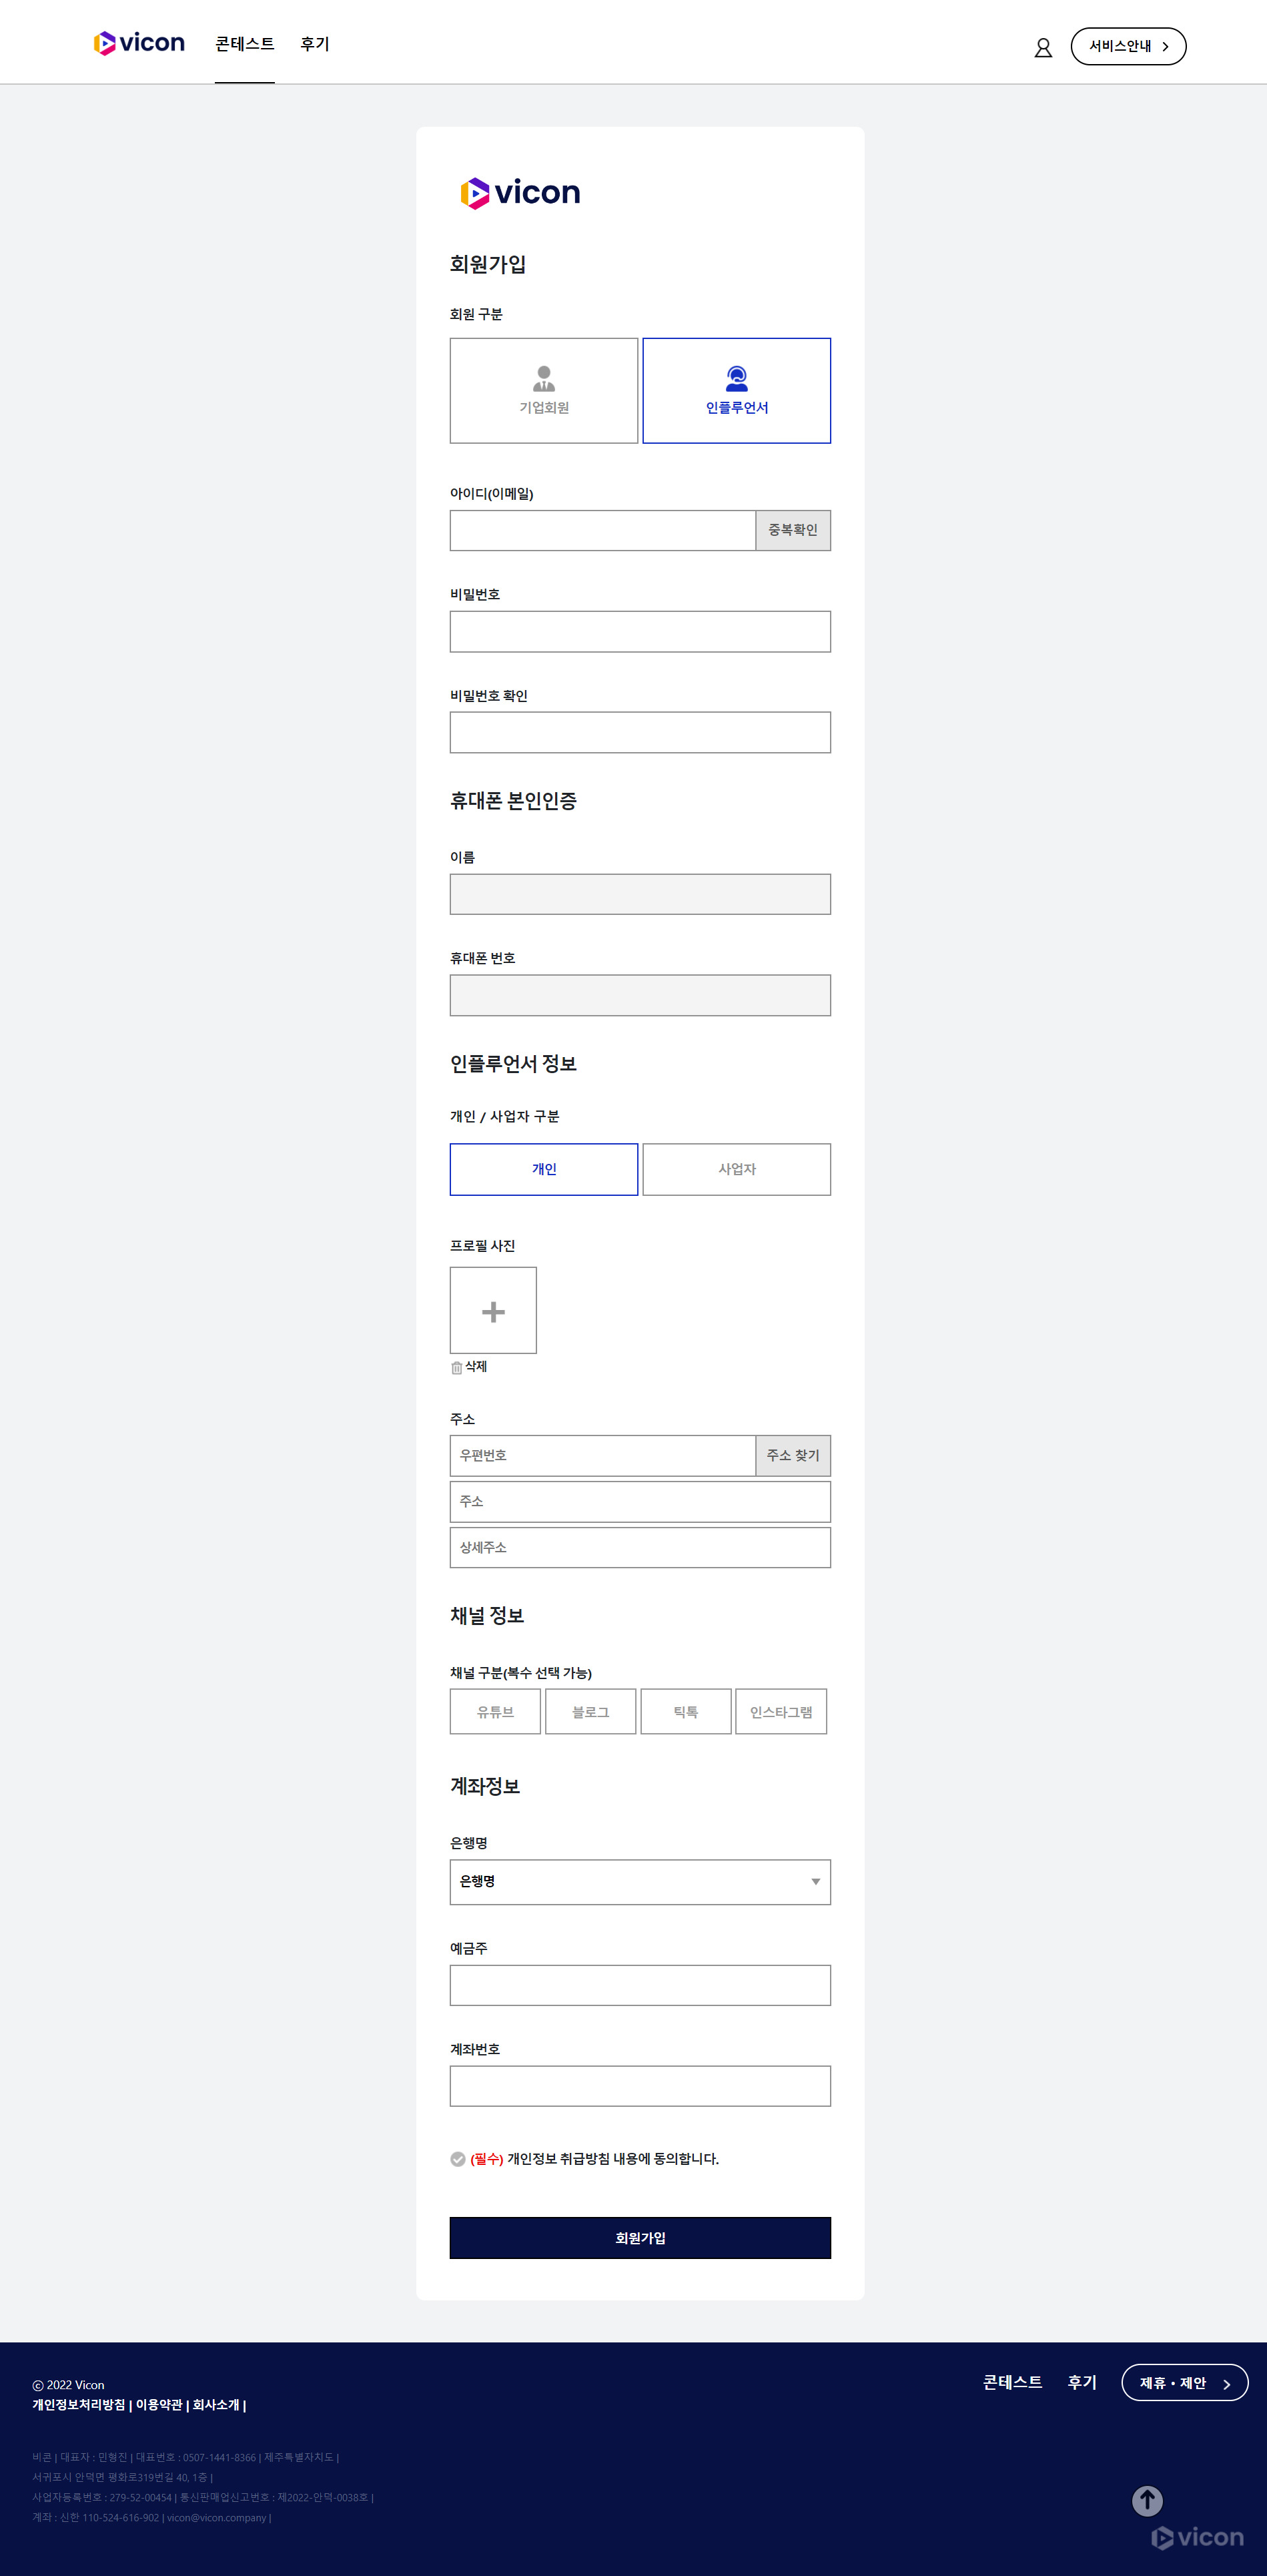 vicon 콘테스트 후기 서비스안내
vicon
회원가입
회원 구분
기업회원 인플루언서
아이디(이메일)
중복확인
비밀번호
비밀번호 확인
휴대폰 본인인증
이름
휴대폰 번호
인플루언서 정보
개인 / 사업자 구분
개인 사업자
프로필 사진
삭제
주소
우편번호 주소 찾기
주소
상세주소
채널 정보
채널 구분(복수 선택 가능)
유튜브 블로그 틱톡 인스타그램
계좌정보
은행명
은행명
예금주
계좌번호
(필수) 개인정보 취급방침 내용에 동의합니다.
회원가입
콘테스트 후기 제휴 • 제안
ⓒ 2022 Vicon
개인정보처리방침 | 이용약관 | 회사소개 |
비콘 | 대표자 : 민형진 | 대표번호 : 0507-1441-8366 | 제주특별자치도 |
서귀포시 안덕면 평화로319번길 40, 1층 |
사업자등록번호 : 279-52-00454 | 통신판매업신고번호 : 제2022-안덕-0038호 |
계좌 : 신한 110-524-616-902 | vicon@vicon.company |
vicon